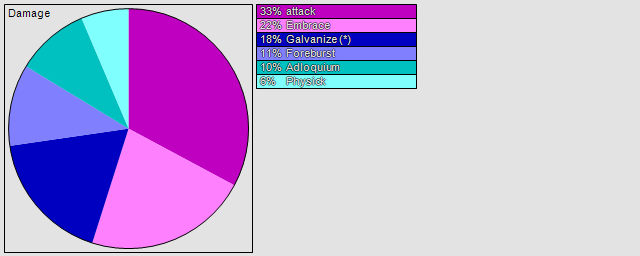 Damage
33% attack
22% Embrace
18% Galvanize (*)
11% Foreburst
10% Adloquium
6% Physick